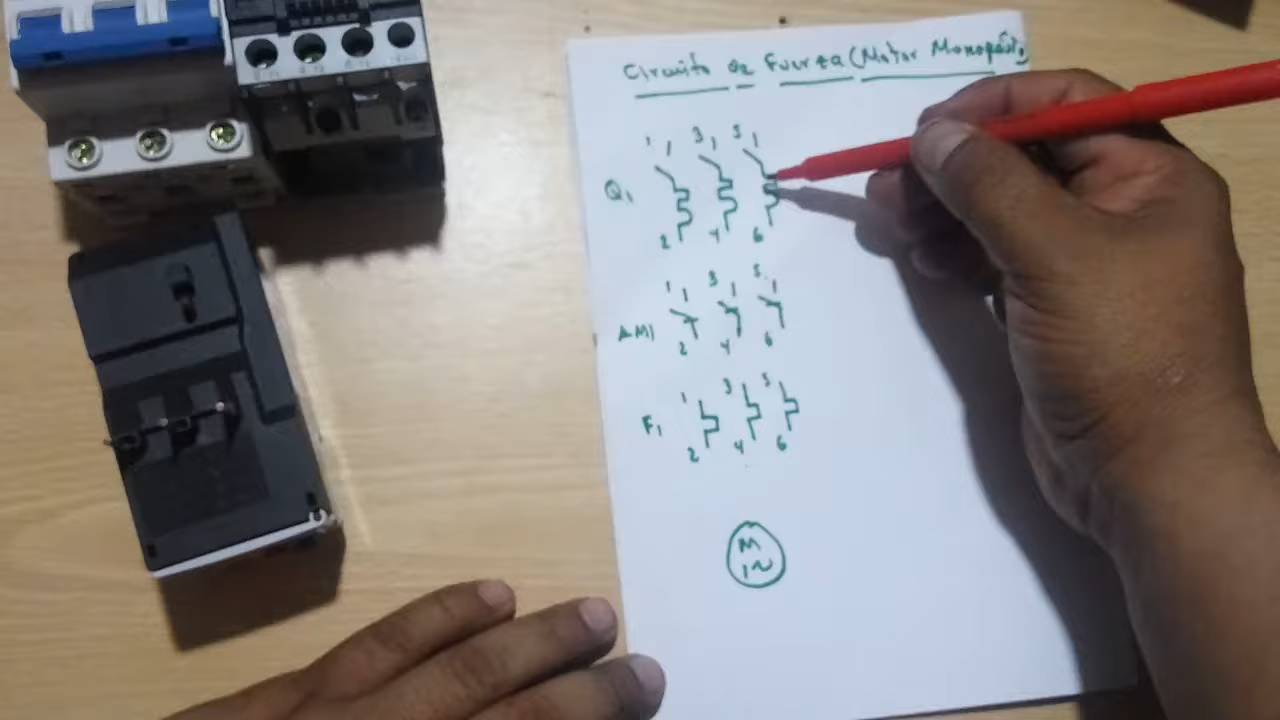 Circuito de Fuerza (Motor Monofásico
1 3 5
Q1
2 4 6
1 3 5
KM1
2 4 6
1 3 5
F1
2 4 6
M
1~